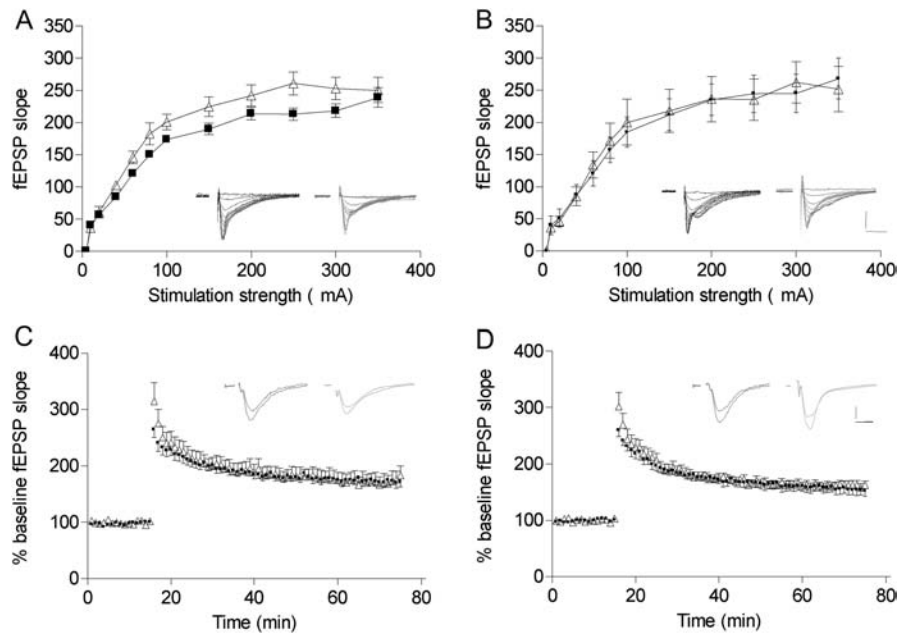 A
350
300
250
200
150
100
50
0
fEPSP slope
0 100 200 300 400
Stimulation strength ( mA)
B
350
300
250
200
150
100
50
0
fEPSP slope
0 100 200 300 400
Stimulation strength ( mA)
C
400
300
200
100
0
% baseline fEPSP slope
0 20 40 60 80
Time (min)
D
400
300
200
100
0
% baseline fEPSP slope
0 20 40 60 80
Time (min)